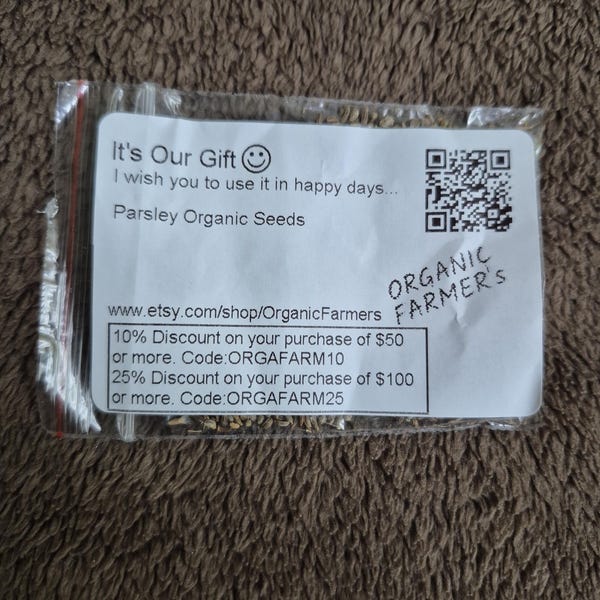 It's Our Gift
I wish you to use it in happy days...
Parsley Organic Seeds
ORGANIC
FARMER's
www.etsy.com/shop/OrganicFarmers
10% Discount on your purchase of $50
or more. Code:ORGAFARM10
25% Discount on your purchase of $100
or more. Code:ORGAFARM25